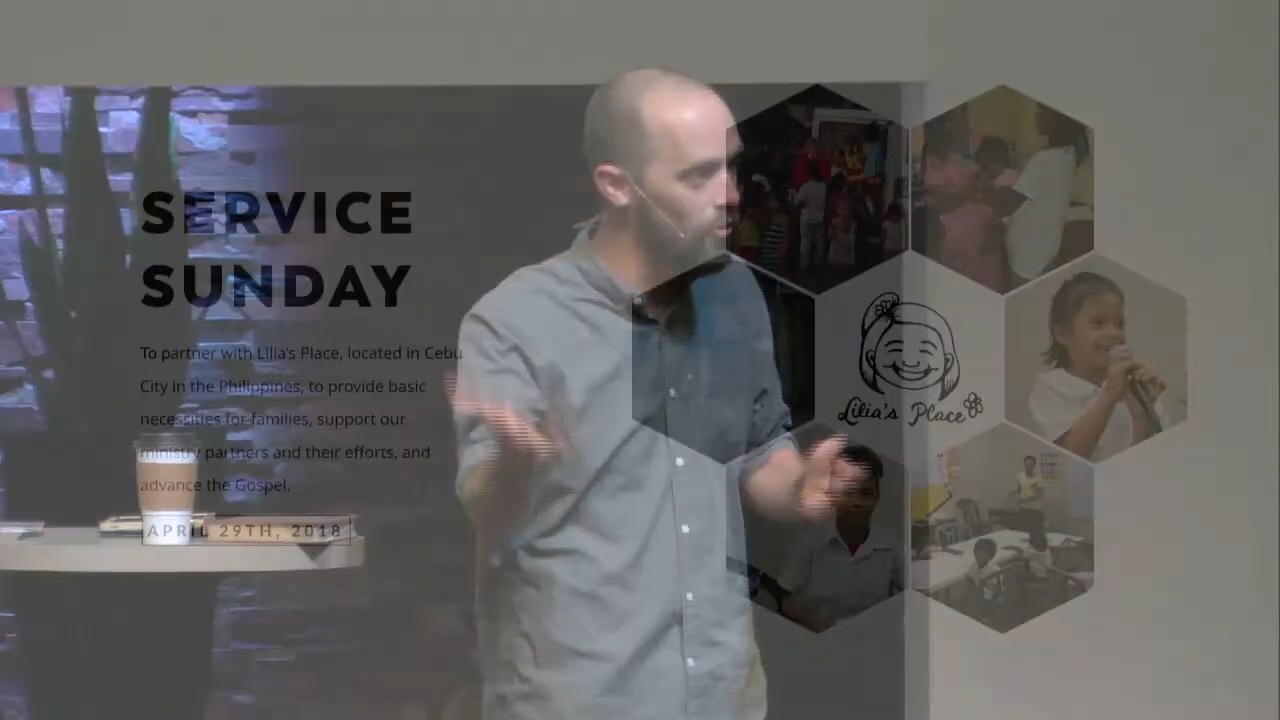 SERVICE
SUNDAY
To partner with Lilia's Place, located in Cebu
City in the Philippines, to provide basic
necessities for families, support our
ministry partners and their efforts, and
advance the Gospel.
APRIL 29TH, 2018
Lilia's Place